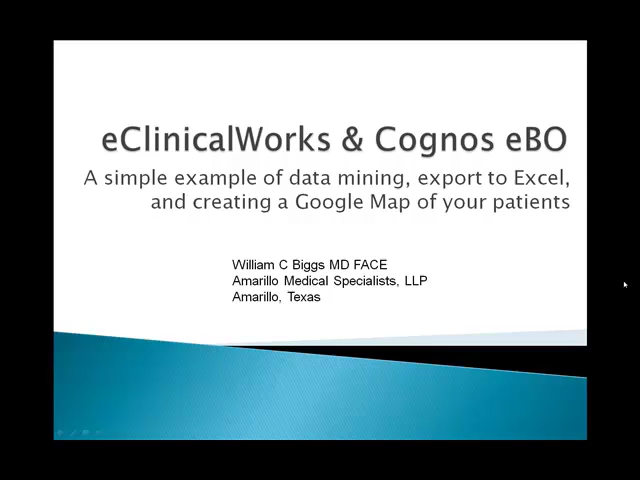 eClinicalWorks & Cognos eBO
A simple example of data mining, export to Excel,
and creating a Google Map of your patients
William C Biggs MD FACE
Amarillo Medical Specialists, LLP
Amarillo, Texas